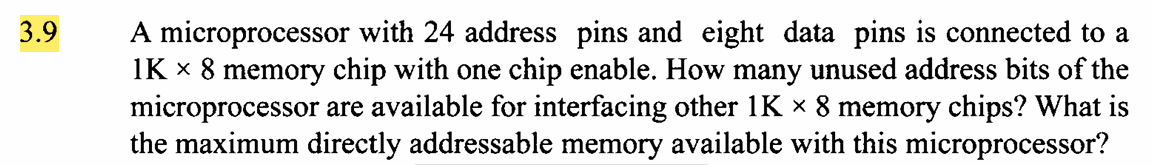 3.9 A microprocessor with 24 address pins and eight data pins is connected to a
1K × 8 memory chip with one chip enable. How many unused address bits of the
microprocessor are available for interfacing other 1K × 8 memory chips? What is
the maximum directly addressable memory available with this microprocessor?